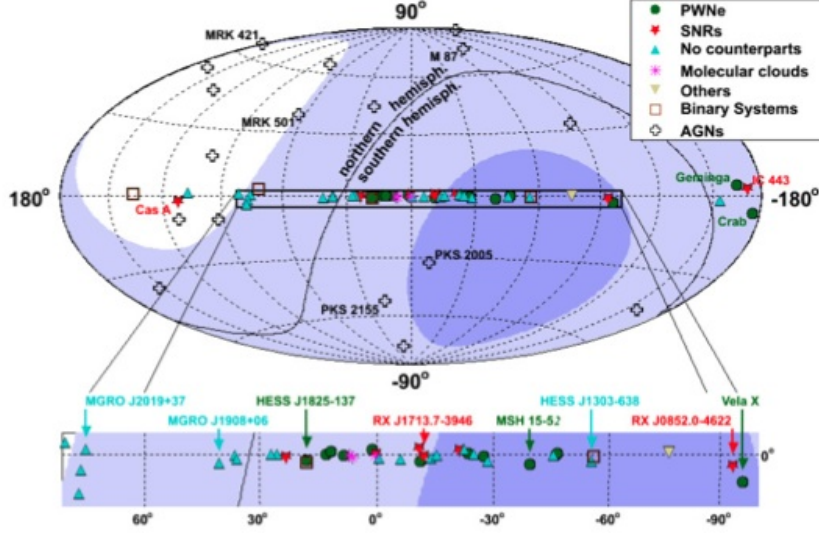 90°
PWNe
SNRs
No counterparts
Molecular clouds
Others
Binary Systems
AGNs
MRK 421
M 87
MRK 501
northern hemisph.
southern hemisph.
180°
-180°
Geminga
IC 443
Cas A
Crab
PKS 2005
PKS 2155
-90°
MGRO J2019+37
HESS J1825-137
HESS J1303-638
Vela X
MGRO J1908+06
RX J1713.7-3946
MSH 15-52
RX J0852.0-4622
0°
60° 30° 0° -30° -60° -90°